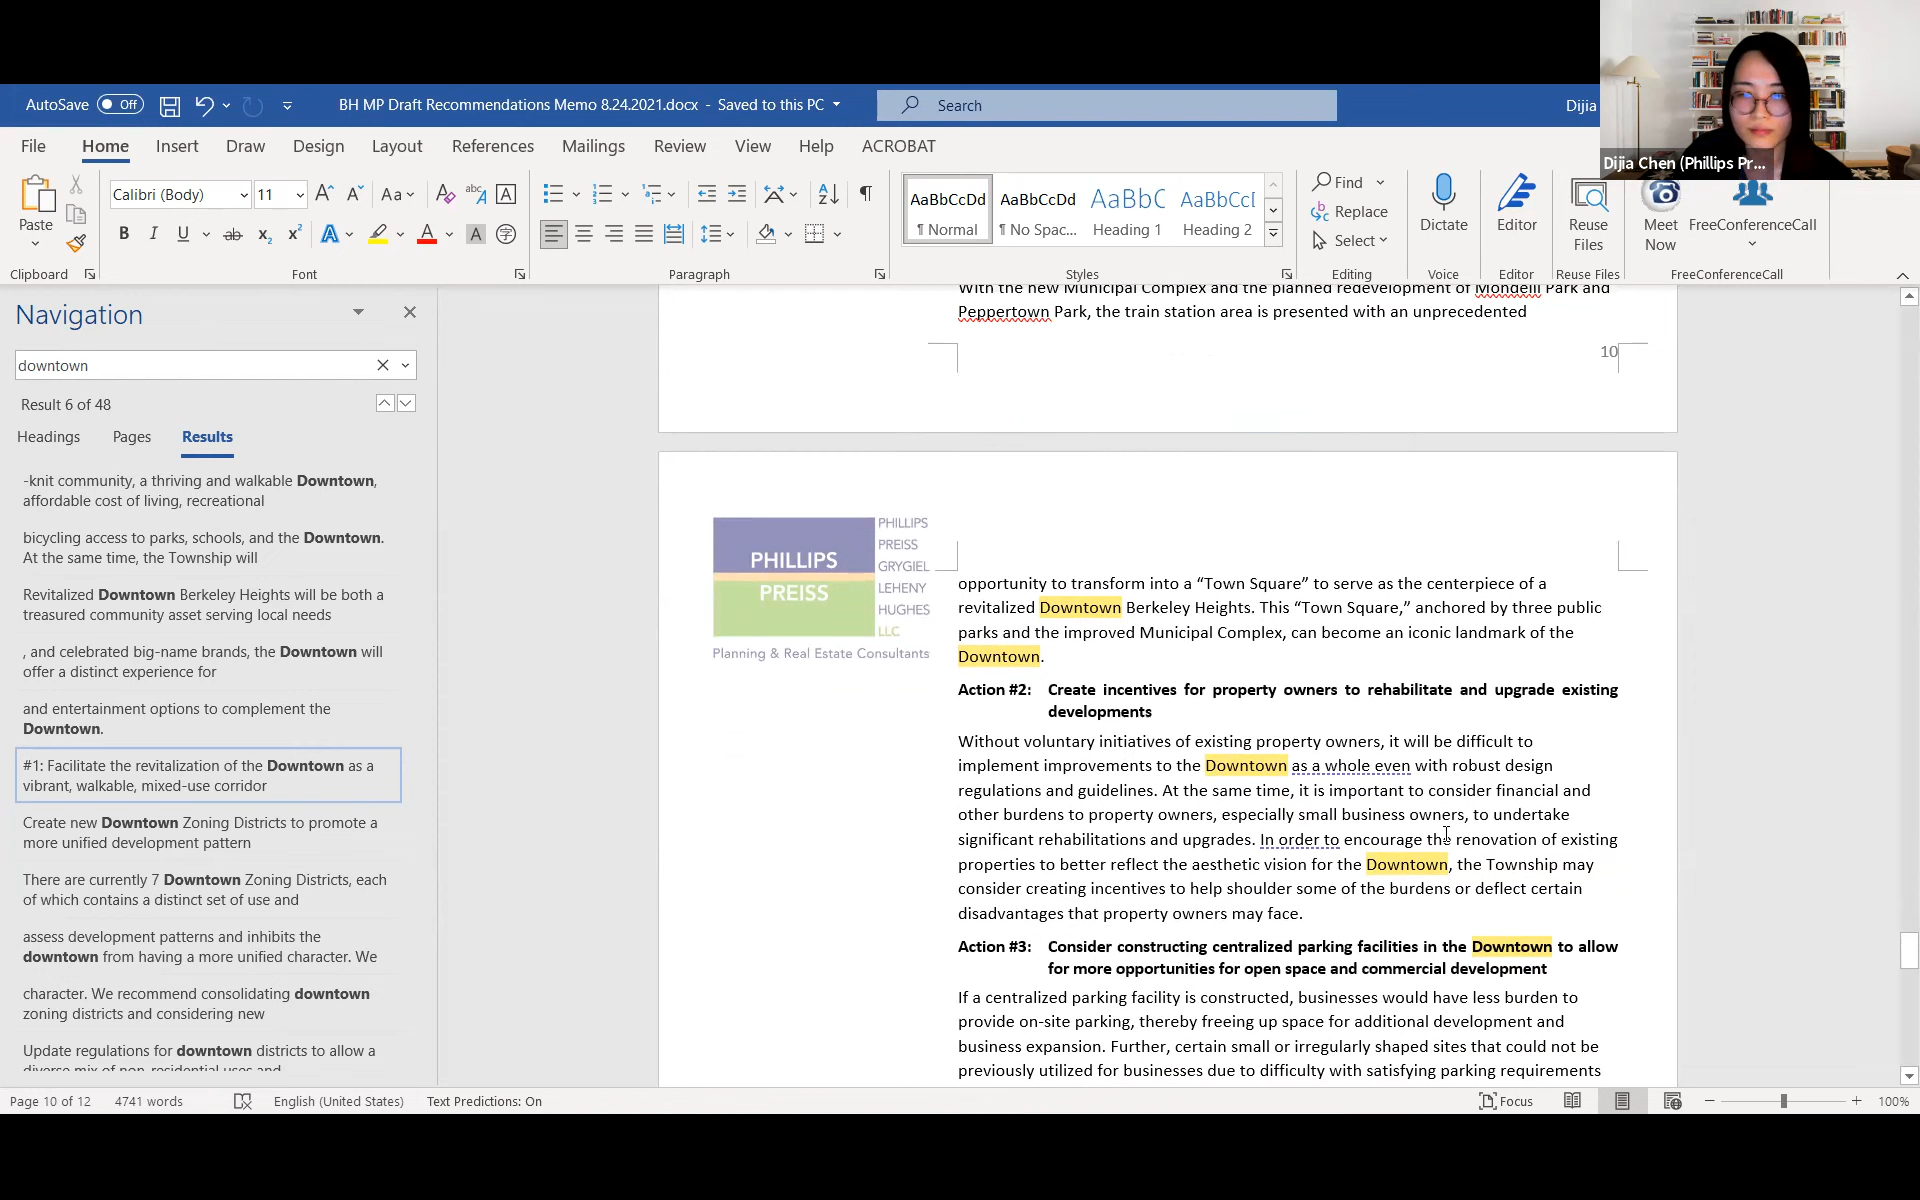 AutoSave Off
BH MP Draft Recommendations Memo 8.24.2021.docx - Saved to this PC
Search
Dijia
Dijia Chen (Phillips Pr...
File Home Insert Draw Design Layout References Mailings Review View Help ACROBAT
Paste
Calibri (Body) 11
AaBbCcDd AaBbCcDd AaBbC AaBbCcD
¶ Normal ¶ No Spac... Heading 1 Heading 2
Find
Replace
Select
Dictate
Editor
Reuse Files
Meet Now
FreeConferenceCall
Clipboard Font Paragraph Styles Editing Voice Editor Reuse Files FreeConferenceCall
Navigation
downtown
Result 6 of 48
Headings Pages Results
-knit community, a thriving and walkable Downtown,
affordable cost of living, recreational
bicycling access to parks, schools, and the Downtown.
At the same time, the Township will
Revitalized Downtown Berkeley Heights will be both a
treasured community asset serving local needs
, and celebrated big-name brands, the Downtown will
offer a distinct experience for
and entertainment options to complement the
Downtown.
#1: Facilitate the revitalization of the Downtown as a
vibrant, walkable, mixed-use corridor
Create new Downtown Zoning Districts to promote a
more unified development pattern
There are currently 7 Downtown Zoning Districts, each
of which contains a distinct set of use and
assess development patterns and inhibits the
downtown from having a more unified character. We
character. We recommend consolidating downtown
zoning districts and considering new
Update regulations for downtown districts to allow a
diverse mix of non-residential uses and
With the new Municipal Complex and the planned redevelopment of Mondelli Park and
Peppertown Park, the train station area is presented with an unprecedented
10
PHILLIPS
PREISS
PHILLIPS
PREISS
GRYGIEL
LEHENY
HUGHES
LLC
Planning & Real Estate Consultants
opportunity to transform into a “Town Square” to serve as the centerpiece of a
revitalized Downtown Berkeley Heights. This “Town Square,” anchored by three public
parks and the improved Municipal Complex, can become an iconic landmark of the
Downtown.
Action #2: Create incentives for property owners to rehabilitate and upgrade existing
developments
Without voluntary initiatives of existing property owners, it will be difficult to
implement improvements to the Downtown as a whole even with robust design
regulations and guidelines. At the same time, it is important to consider financial and
other burdens to property owners, especially small business owners, to undertake
significant rehabilitations and upgrades. In order to encourage the renovation of existing
properties to better reflect the aesthetic vision for the Downtown, the Township may
consider creating incentives to help shoulder some of the burdens or deflect certain
disadvantages that property owners may face.
Action #3: Consider constructing centralized parking facilities in the Downtown to allow
for more opportunities for open space and commercial development
If a centralized parking facility is constructed, businesses would have less burden to
provide on-site parking, thereby freeing up space for additional development and
business expansion. Further, certain small or irregularly shaped sites that could not be
previously utilized for businesses due to difficulty with satisfying parking requirements
Page 10 of 12 4741 words English (United States) Text Predictions: On
Focus
100%